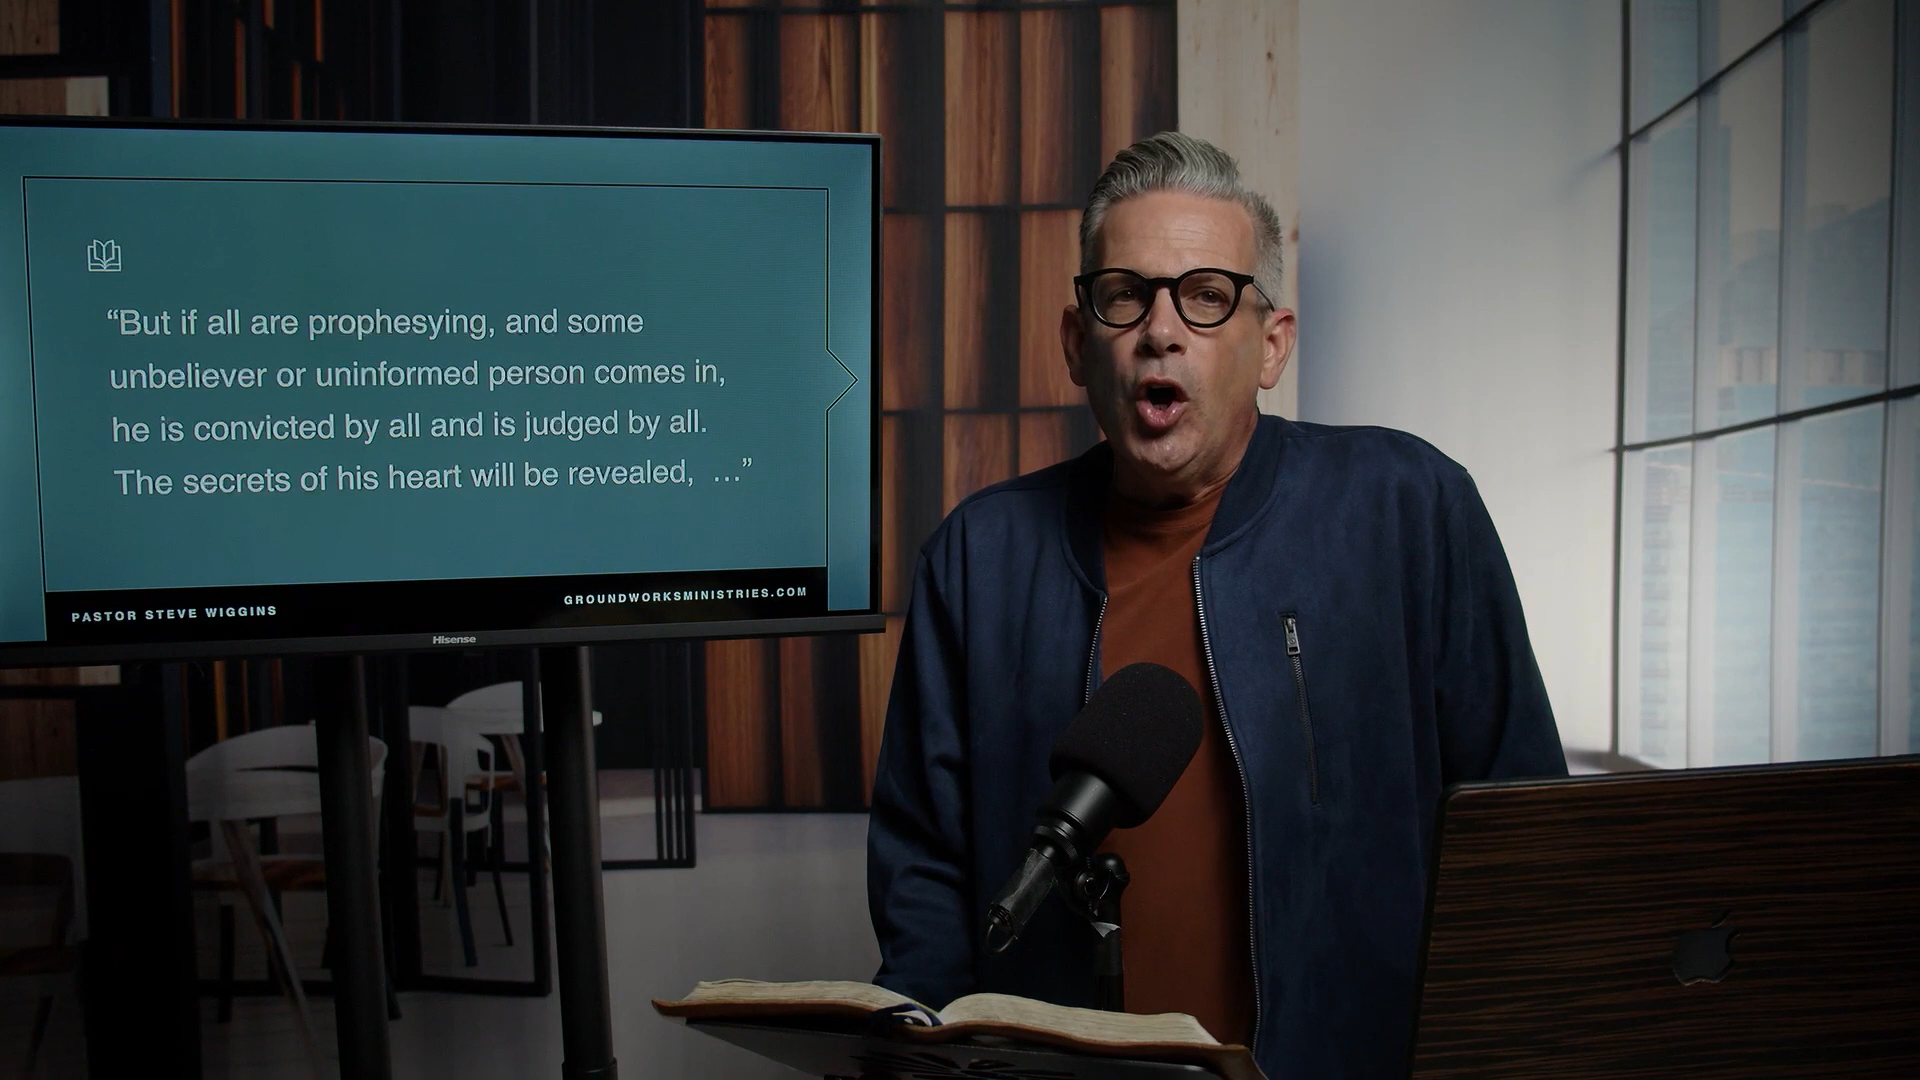 “But if all are prophesying, and some
unbeliever or uninformed person comes in,
he is convicted by all and is judged by all.
The secrets of his heart will be revealed,  …”
PASTOR STEVE WIGGINS
GROUNDWORKSMINISTRIES.COM
Hisense